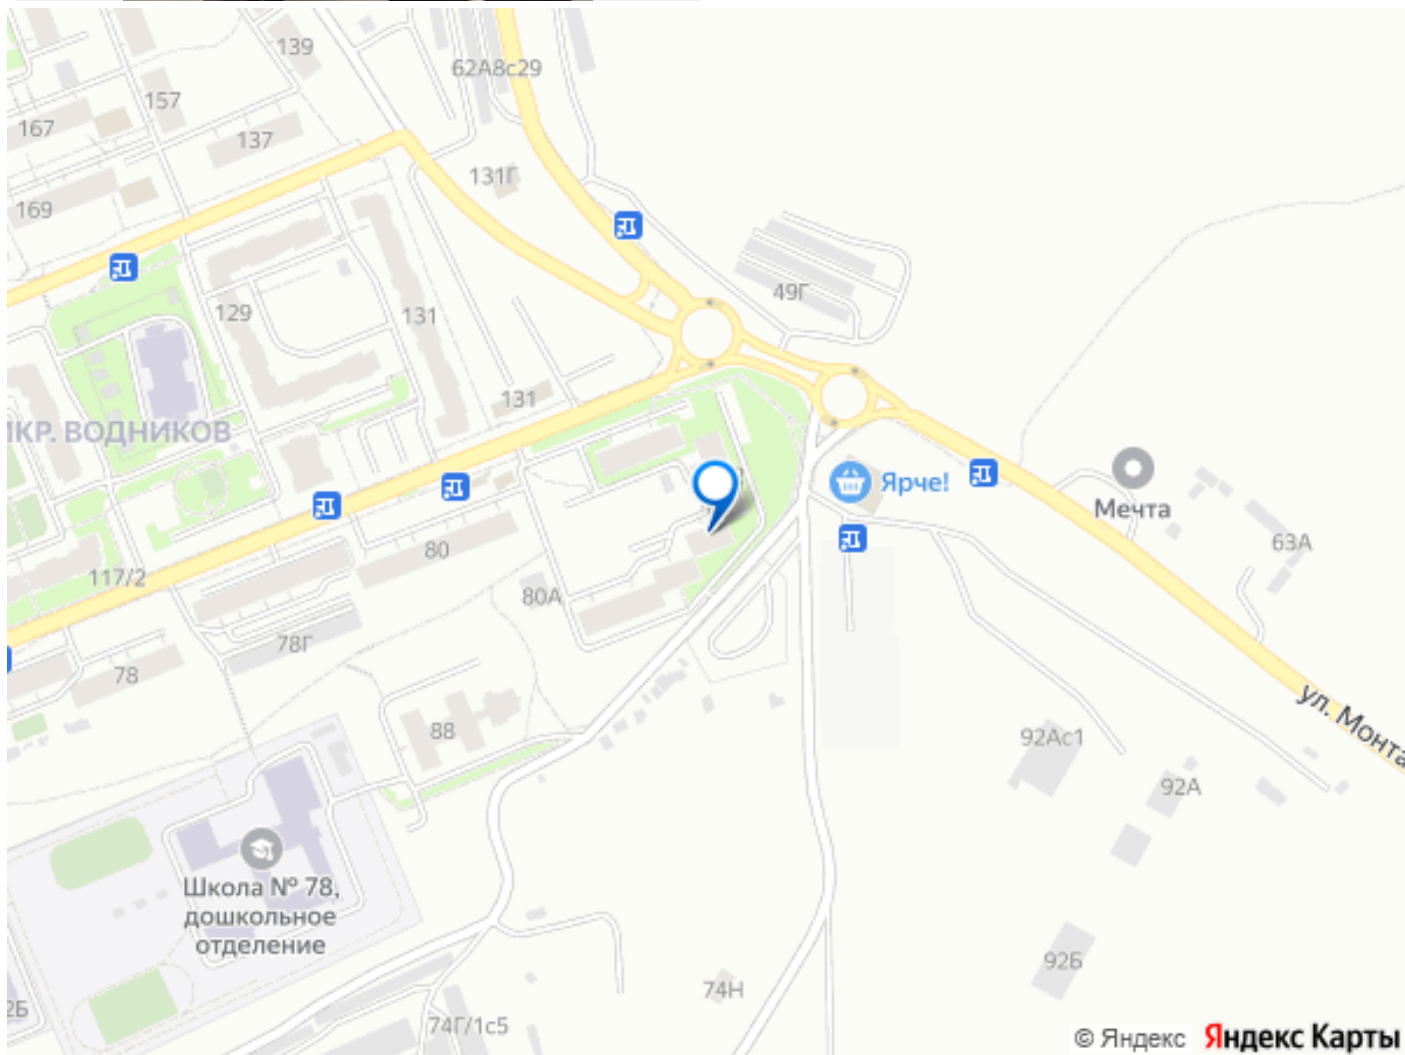 139
62А8с29
157
167
137
131Г
169
49Г
129
131
131
МКР. ВОДНИКОВ
Ярче!
Мечта
80
63А
117/2
80А
78Г
78
ул. Монта
88
92Ас1
92А
Школа № 78,
дошкольное
отделение
92Б
74Н
2Б
74Г/1с5
© Яндекс Яндекс Карты